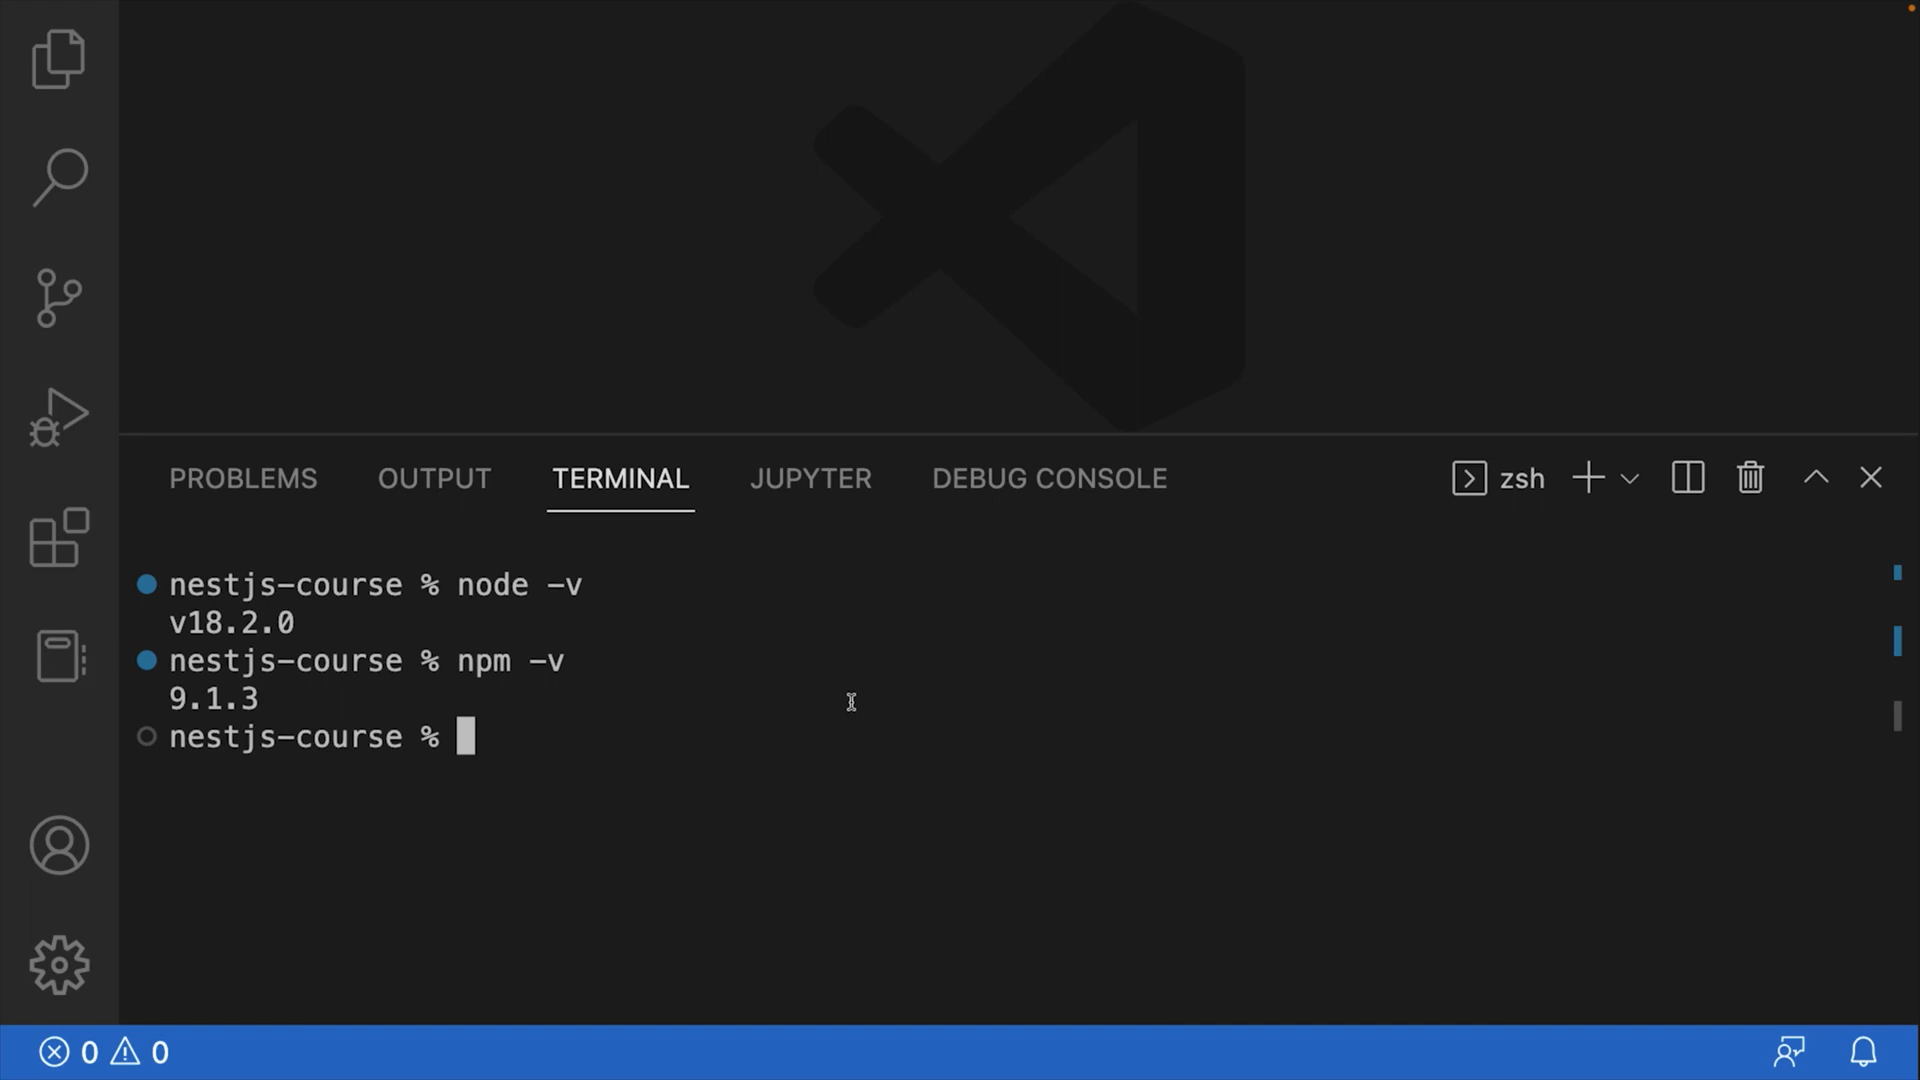 PROBLEMS OUTPUT TERMINAL JUPYTER DEBUG CONSOLE zsh
nestjs-course % node -v
v18.2.0
nestjs-course % npm -v
9.1.3
nestjs-course %
0 0